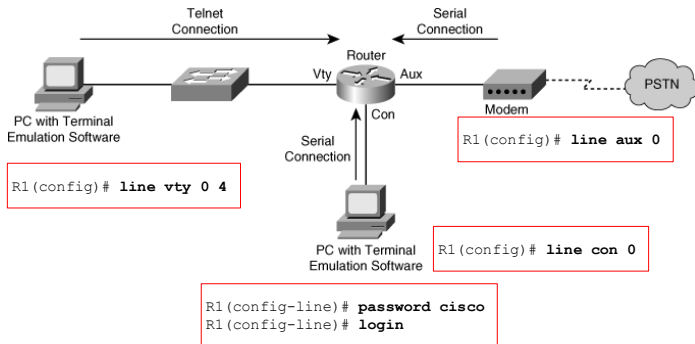 Telnet
Connection
Serial
Connection
Router
Vty
Aux
PSTN
PC with Terminal
Emulation Software
Con
Modem
Serial
Connection
R1(config)# line aux 0
R1(config)# line vty 0 4
PC with Terminal
Emulation Software
R1(config)# line con 0
R1(config-line)# password cisco
R1(config-line)# login